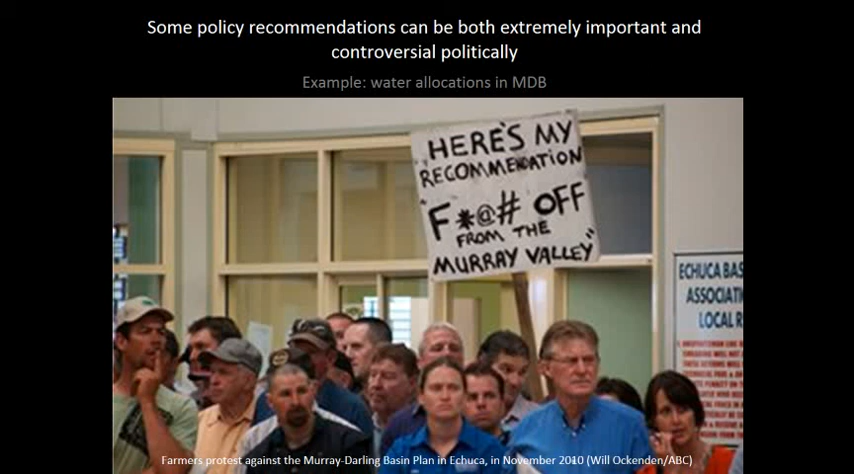 Some policy recommendations can be both extremely important and
controversial politically
Example: water allocations in MDB
"HERE'S MY
RECOMMENDATION
"F*@# OFF
FROM THE
MURRAY VALLEY"
ECHUCA BAS
ASSOCIATI
LOCAL R
Farmers protest against the Murray-Darling Basin Plan in Echuca, in November 2010 (Will Ockenden/ABC)